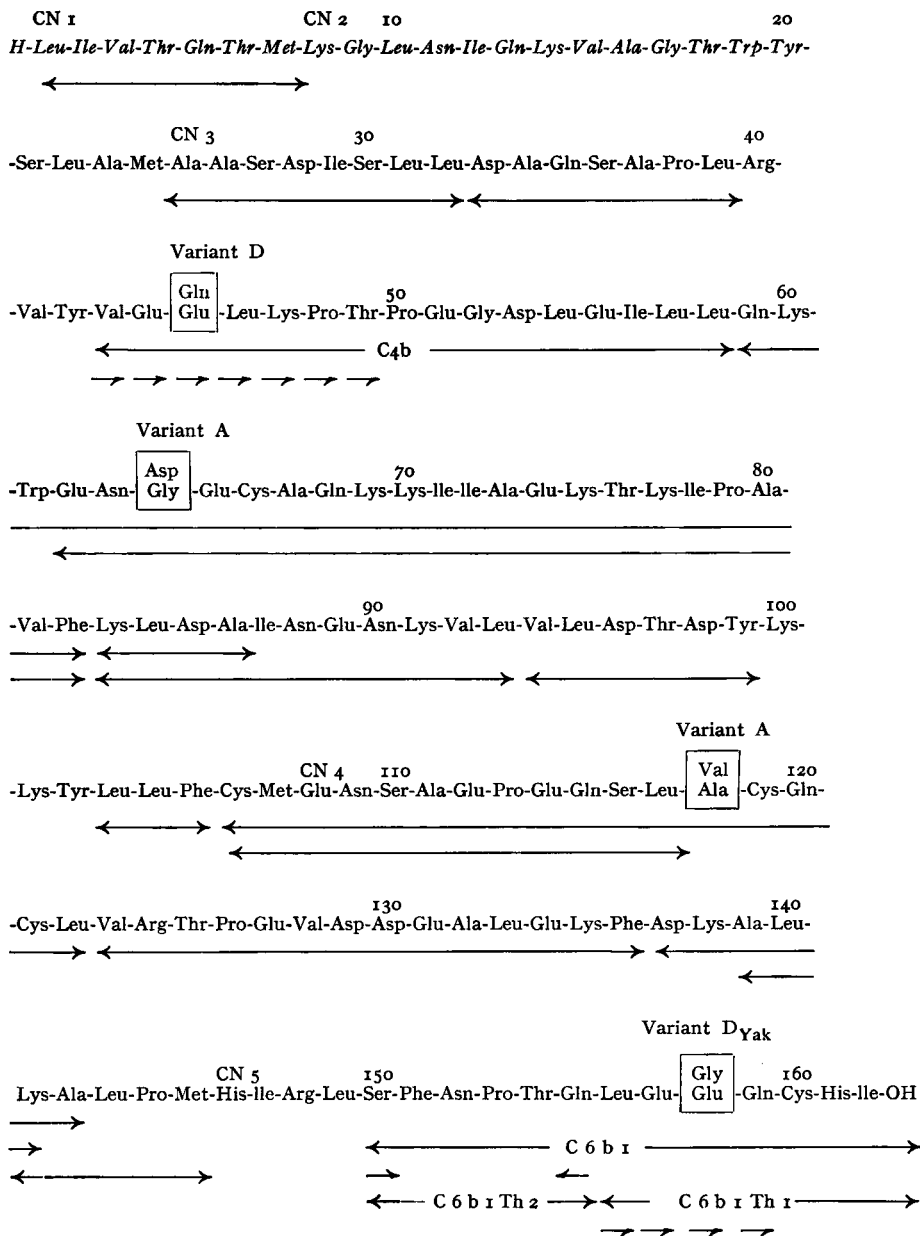 CN 1 CN 2 10 20
H-Leu-Ile-Val-Thr-Gln-Thr-Met-Lys-Gly-Leu-Asn-Ile-Gln-Lys-Val-Ala-Gly-Thr-Trp-Tyr-
CN 3 30 40
-Ser-Leu-Ala-Met-Ala-Ala-Ser-Asp-Ile-Ser-Leu-Leu-Asp-Ala-Gln-Ser-Ala-Pro-Leu-Arg-
Variant D
Gln 50 60
-Val-Tyr-Val-Glu-Glu-Leu-Lys-Pro-Thr-Pro-Glu-Gly-Asp-Leu-Glu-Ile-Leu-Leu-Gln-Lys-
C4b
Variant A
Asp 70 80
-Trp-Glu-Asn-Gly-Glu-Cys-Ala-Gln-Lys-Lys-Ile-Ile-Ala-Glu-Lys-Thr-Lys-Ile-Pro-Ala-
90 100
-Val-Phe-Lys-Leu-Asp-Ala-Ile-Asn-Glu-Asn-Lys-Val-Leu-Val-Leu-Asp-Thr-Asp-Tyr-Lys-
Variant A
CN 4 110 Val 120
-Lys-Tyr-Leu-Leu-Phe-Cys-Met-Glu-Asn-Ser-Ala-Glu-Pro-Glu-Gln-Ser-Leu-Ala-Cys-Gln-
130 140
-Cys-Leu-Val-Arg-Thr-Pro-Glu-Val-Asp-Asp-Glu-Ala-Leu-Glu-Lys-Phe-Asp-Lys-Ala-Leu-
Variant D Yak
CN 5 150 Gly 160
Lys-Ala-Leu-Pro-Met-His-Ile-Arg-Leu-Ser-Phe-Asn-Pro-Thr-Gln-Leu-Glu-Glu-Gln-Cys-His-Ile-OH
C 6 b 1
C 6 b 1 Th 2 C 6 b 1 Th 1